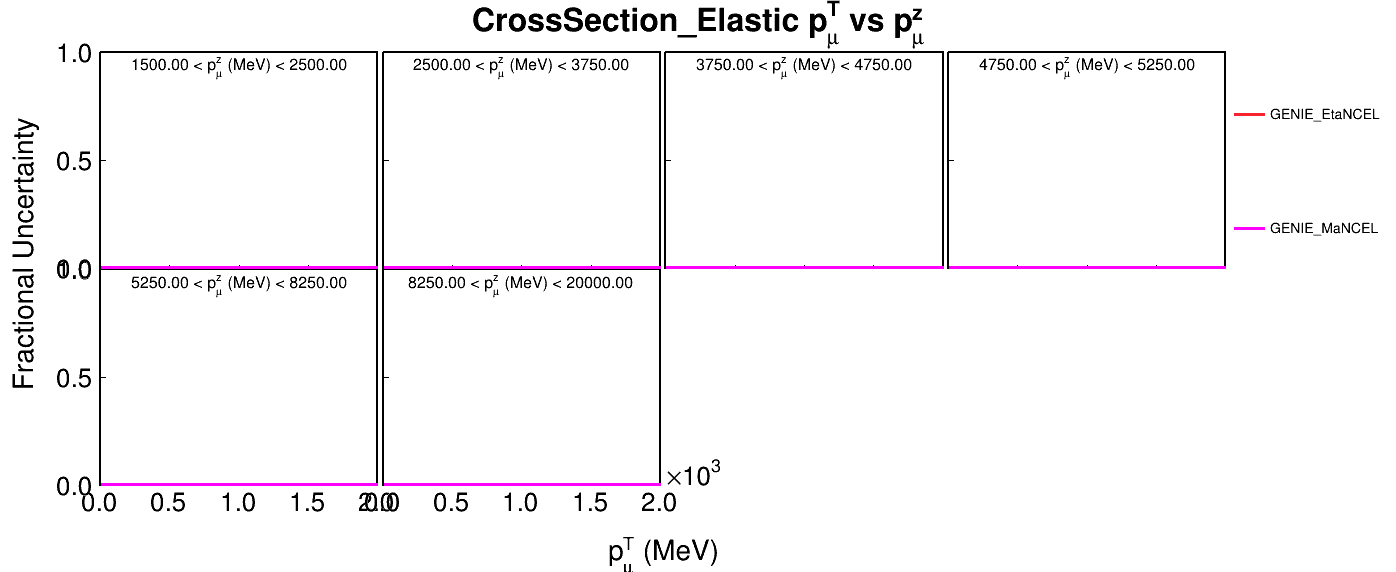 CrossSection_Elastic p_μ^T vs p_μ^z
1500.00 < p_μ^z (MeV) < 2500.00
2500.00 < p_μ^z (MeV) < 3750.00
3750.00 < p_μ^z (MeV) < 4750.00
4750.00 < p_μ^z (MeV) < 5250.00
GENIE_EtaNCEL
GENIE_MaNCEL
Fractional Uncertainty
1.0
0.5
0.0
5250.00 < p_μ^z (MeV) < 8250.00
8250.00 < p_μ^z (MeV) < 20000.00
1.0
0.5
0.0
0.0 0.5 1.0 1.5 2.0 0.0 0.5 1.0 1.5 2.0
×10³
p_μ^T (MeV)